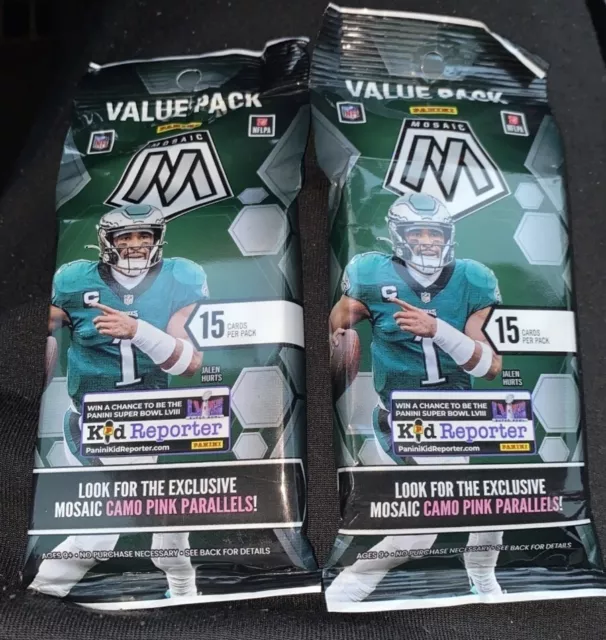 VALUE PACK
PANINI
NFL
NFLPA
MOSAIC
M
C
1
15 CARDS
PER PACK
JALEN
HURTS
WIN A CHANCE TO BE THE
PANINI SUPER BOWL LVIII
Kid Reporter
PaniniKidReporter.com
PANINI
LOOK FOR THE EXCLUSIVE
MOSAIC CAMO PINK PARALLELS!
AGES 9+ • NO PURCHASE NECESSARY • SEE BACK FOR DETAILS
VALUE PACK
PANINI
NFL
NFLPA
MOSAIC
M
C
1
15 CARDS
PER PACK
JALEN
HURTS
WIN A CHANCE TO BE THE
PANINI SUPER BOWL LVIII
Kid Reporter
PaniniKidReporter.com
PANINI
LOOK FOR THE EXCLUSIVE
MOSAIC CAMO PINK PARALLELS!
AGES 9+ • NO PURCHASE NECESSARY • SEE BACK FOR DETAILS